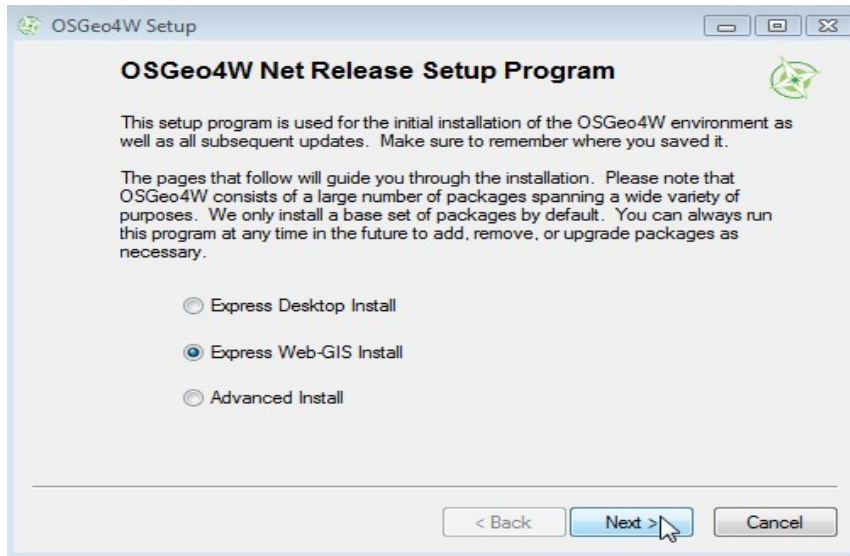 OSGeo4W Setup
OSGeo4W Net Release Setup Program
This setup program is used for the initial installation of the OSGeo4W environment as
well as all subsequent updates.  Make sure to remember where you saved it.
The pages that follow will guide you through the installation.  Please note that
OSGeo4W consists of a large number of packages spanning a wide variety of
purposes.  We only install a base set of packages by default.  You can always run
this program at any time in the future to add, remove, or upgrade packages as
necessary.
Express Desktop Install
Express Web-GIS Install
Advanced Install
< Back
Next >
Cancel